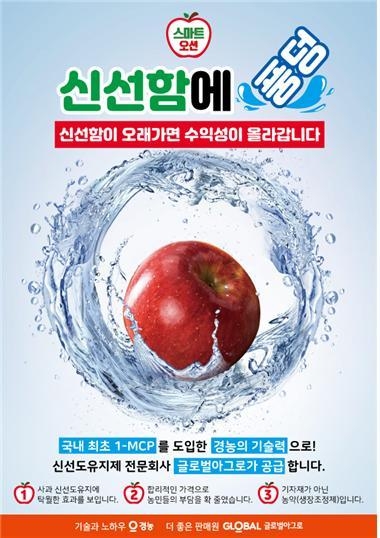 스마트
오션
신선함에 풍덩
신선함이 오래가면 수익성이 올라갑니다
국내 최초 1-MCP를 도입한 경농의 기술력으로!
신선도유지제 전문회사 글로벌아그로가 공급합니다.
1 사과 신선도유지에
탁월한 효과를 보입니다.
2 합리적인 가격으로
농민들의 부담을 확 줄였습니다.
3 기자재가 아닌
농약(생장조정제)입니다.
기술과 노하우 경농 더 좋은 판매원 GLOBAL 글로벌아그로